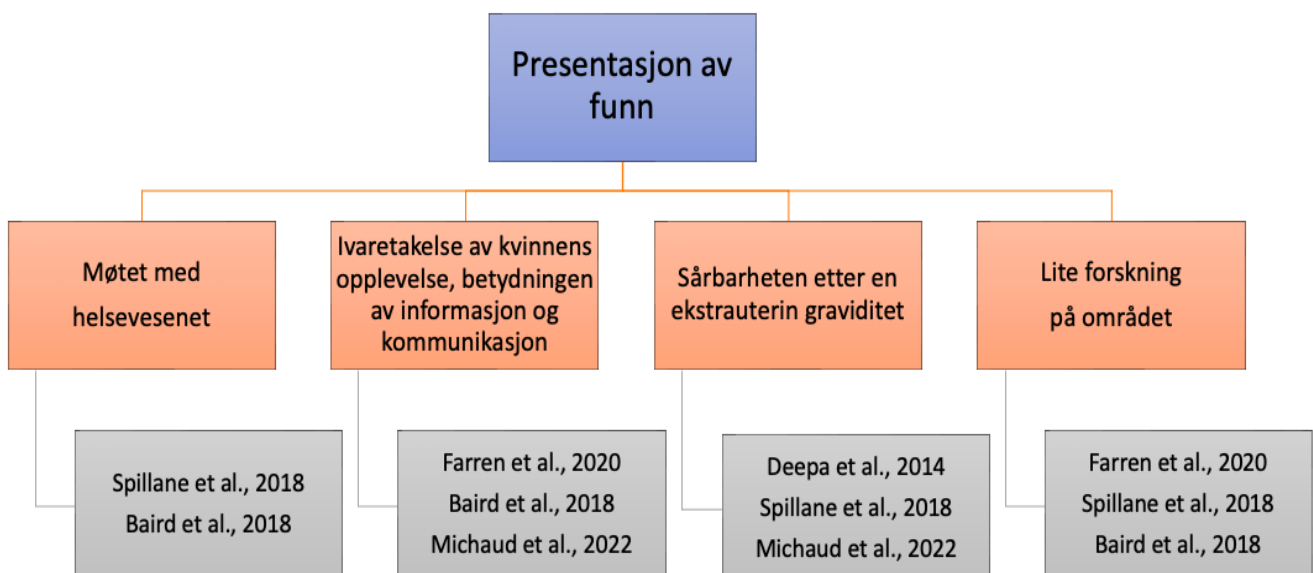 Presentasjon av
funn
Møtet med
helsevesenet
Ivaretakelse av kvinnens
opplevelse, betydningen
av informasjon og
kommunikasjon
Sårbarheten etter en
ekstrauterin graviditet
Lite forskning
på området
Spillane et al., 2018
Baird et al., 2018
Farren et al., 2020
Baird et al., 2018
Michaud et al., 2022
Deepa et al., 2014
Spillane et al., 2018
Michaud et al., 2022
Farren et al., 2020
Spillane et al., 2018
Baird et al., 2018